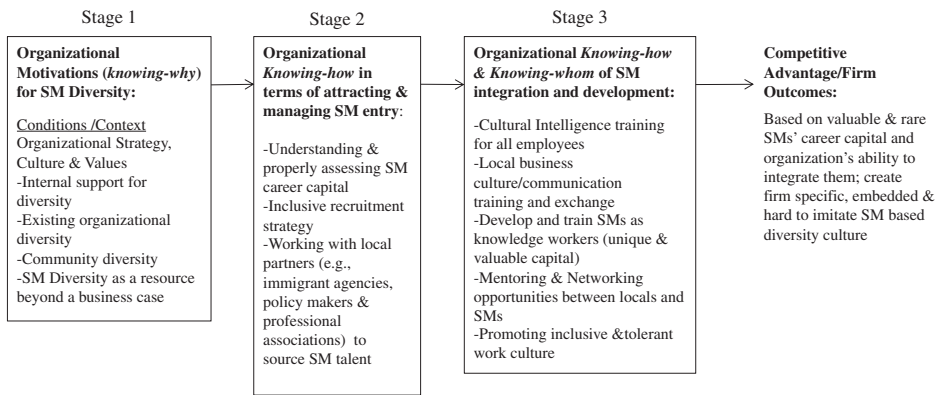 Stage 1
Organizational
Motivations (knowing-why)
for SM Diversity:
Conditions /Context
Organizational Strategy,
Culture & Values
-Internal support for
diversity
-Existing organizational
diversity
-Community diversity
-SM Diversity as a resource
beyond a business case
Stage 2
Organizational
Knowing-how in
terms of attracting &
managing SM entry:
-Understanding &
properly assessing SM
career capital
-Inclusive recruitment
strategy
-Working with local
partners (e.g.,
immigrant agencies,
policy makers &
professional
associations) to
source SM talent
Stage 3
Organizational Knowing-how
& Knowing-whom of SM
integration and development:
-Cultural Intelligence training
for all employees
-Local business
culture/communication
training and exchange
-Develop and train SMs as
knowledge workers (unique &
valuable capital)
-Mentoring & Networking
opportunities between locals and
SMs
-Promoting inclusive &tolerant
work culture
Competitive
Advantage/Firm
Outcomes:
Based on valuable & rare
SMs' career capital and
organization's ability to
integrate them; create
firm specific, embedded &
hard to imitate SM based
diversity culture